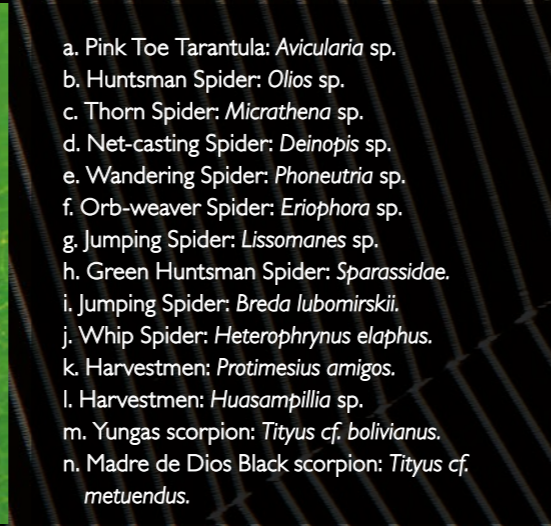 a. Pink Toe Tarantula: Avicularia sp.
b. Huntsman Spider: Olios sp.
c. Thorn Spider: Micrathena sp.
d. Net-casting Spider: Deinopis sp.
e. Wandering Spider: Phoneutria sp.
f. Orb-weaver Spider: Eriophora sp.
g. Jumping Spider: Lissomanes sp.
h. Green Huntsman Spider: Sparassidae.
i. Jumping Spider: Breda lubomirskii.
j. Whip Spider: Heterophrynus elaphus.
k. Harvestmen: Protimesius amigos.
l. Harvestmen: Huasampillia sp.
m. Yungas scorpion: Tityus cf. bolivianus.
n. Madre de Dios Black scorpion: Tityus cf.
metuendus.